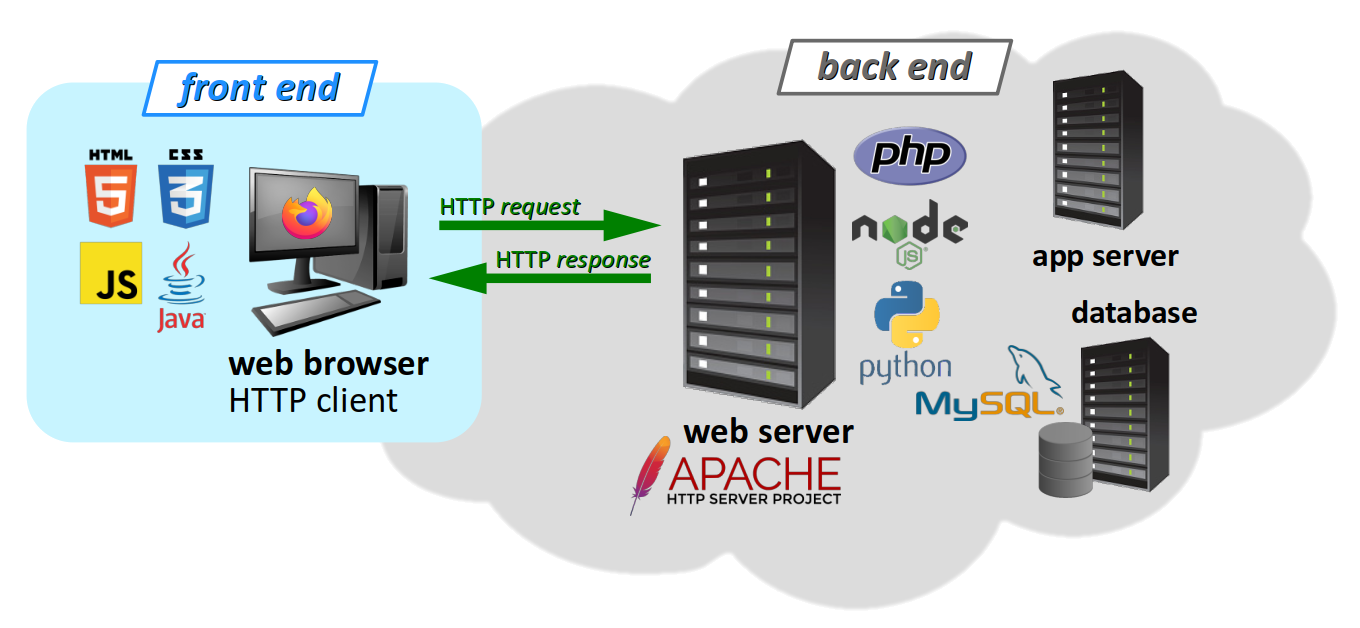 front end
HTML
5
CSS
3
JS
Java
web browser
HTTP client
HTTP request
HTTP response
back end
web server
APACHE
HTTP SERVER PROJECT
php
node
JS
python
MySQL
app server
database